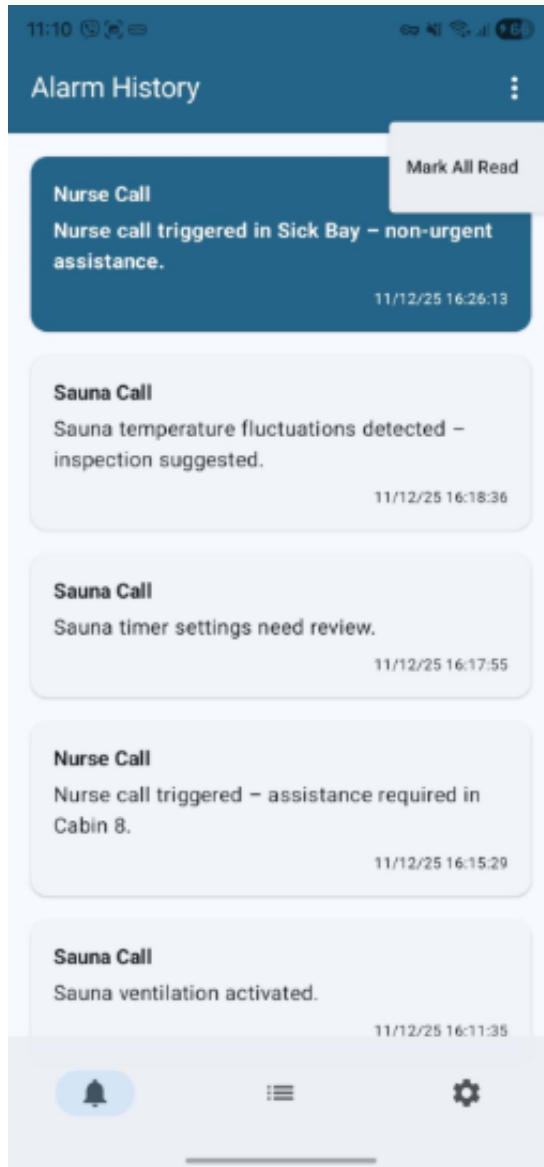 11:10
Alarm History
Mark All Read
Nurse Call
Nurse call triggered in Sick Bay – non-urgent
assistance.
11/12/25 16:26:13
Sauna Call
Sauna temperature fluctuations detected –
inspection suggested.
11/12/25 16:18:36
Sauna Call
Sauna timer settings need review.
11/12/25 16:17:55
Nurse Call
Nurse call triggered – assistance required in
Cabin 8.
11/12/25 16:15:29
Sauna Call
Sauna ventilation activated.
11/12/25 16:11:35